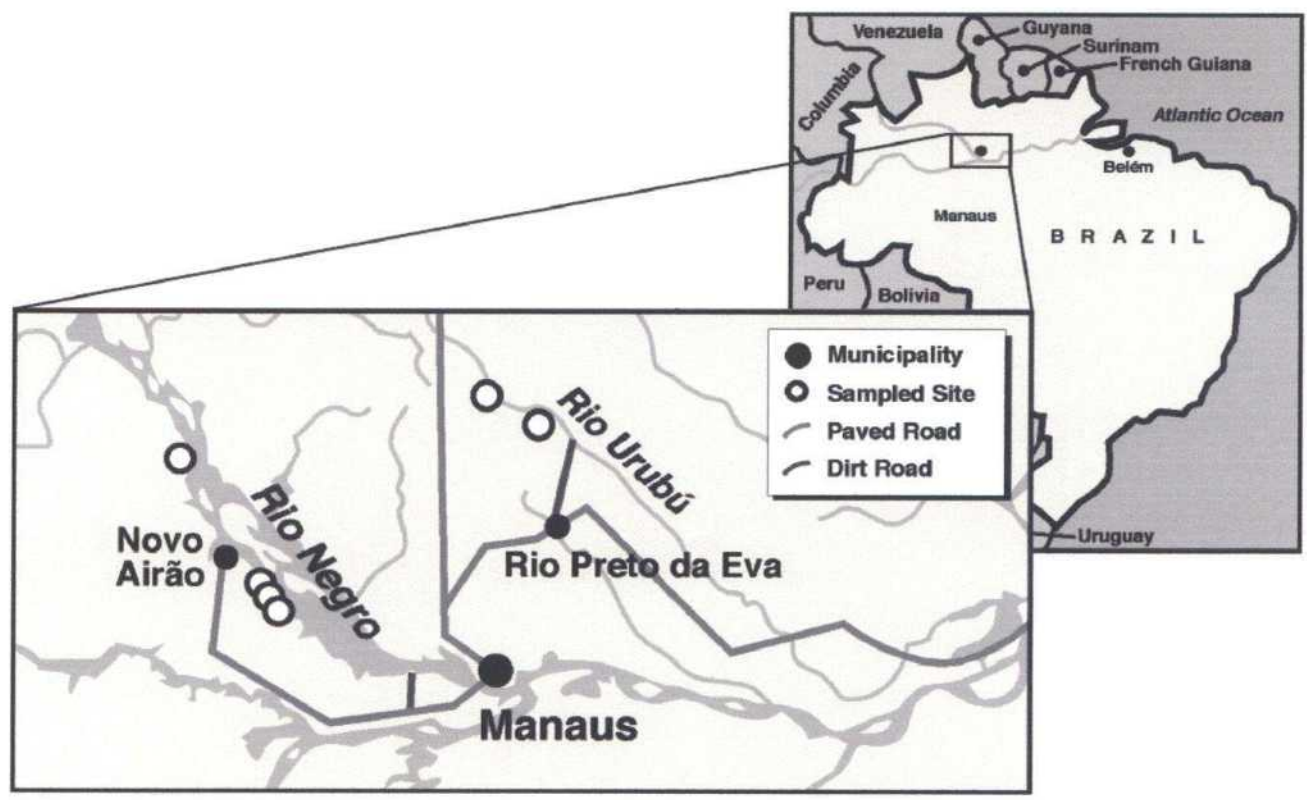 Venezuela
Guyana
Surinam
French Guiana
Columbia
Atlantic Ocean
Belém
Manaus
B R A Z I L
Peru
Bolivia
Uruguay
Municipality
Sampled Site
Paved Road
Dirt Road
Rio Urubú
Rio Negro
Novo
Airão
Rio Preto da Eva
Manaus